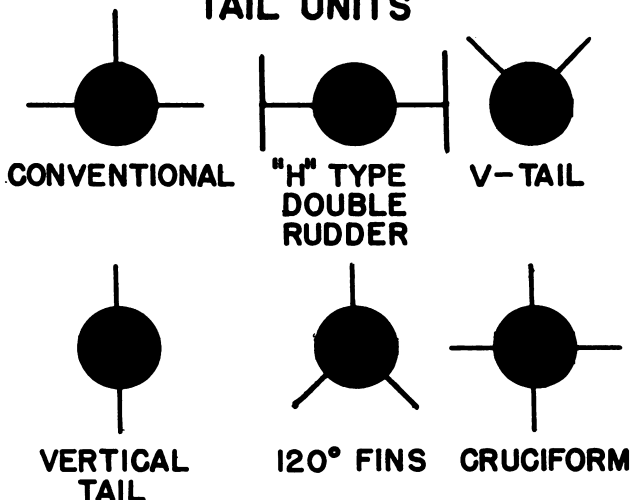 TAIL UNITS
CONVENTIONAL
"H" TYPE
DOUBLE
RUDDER
V-TAIL
VERTICAL
TAIL
120° FINS
CRUCIFORM